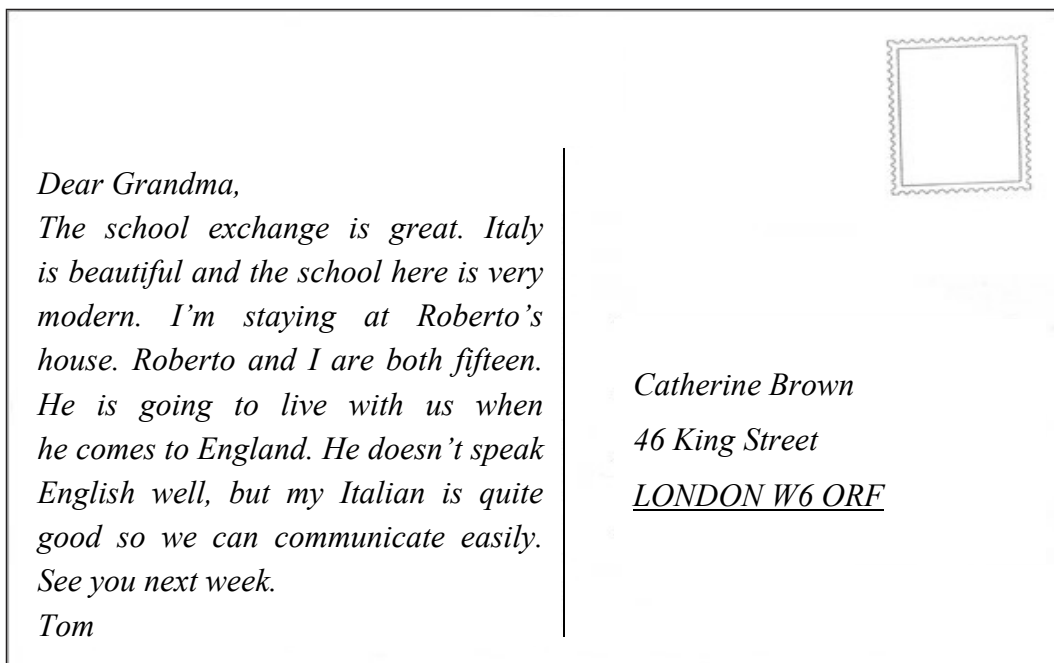 Dear Grandma,
The school exchange is great. Italy
is beautiful and the school here is very
modern. I’m staying at Roberto’s
house. Roberto and I are both fifteen.
He is going to live with us when
he comes to England. He doesn’t speak
English well, but my Italian is quite
good so we can communicate easily.
See you next week.
Tom
Catherine Brown
46 King Street
LONDON W6 ORF